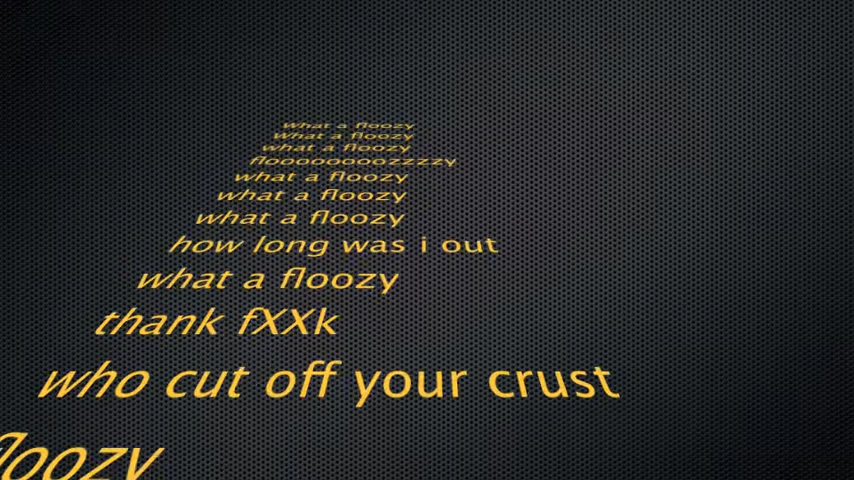 What a floozy
What a floozy
what a floozy
flooooooooozzzzy
what a floozy
what a floozy
what a floozy
how long was i out
what a floozy
thank fXXk
who cut off your crust
floozy